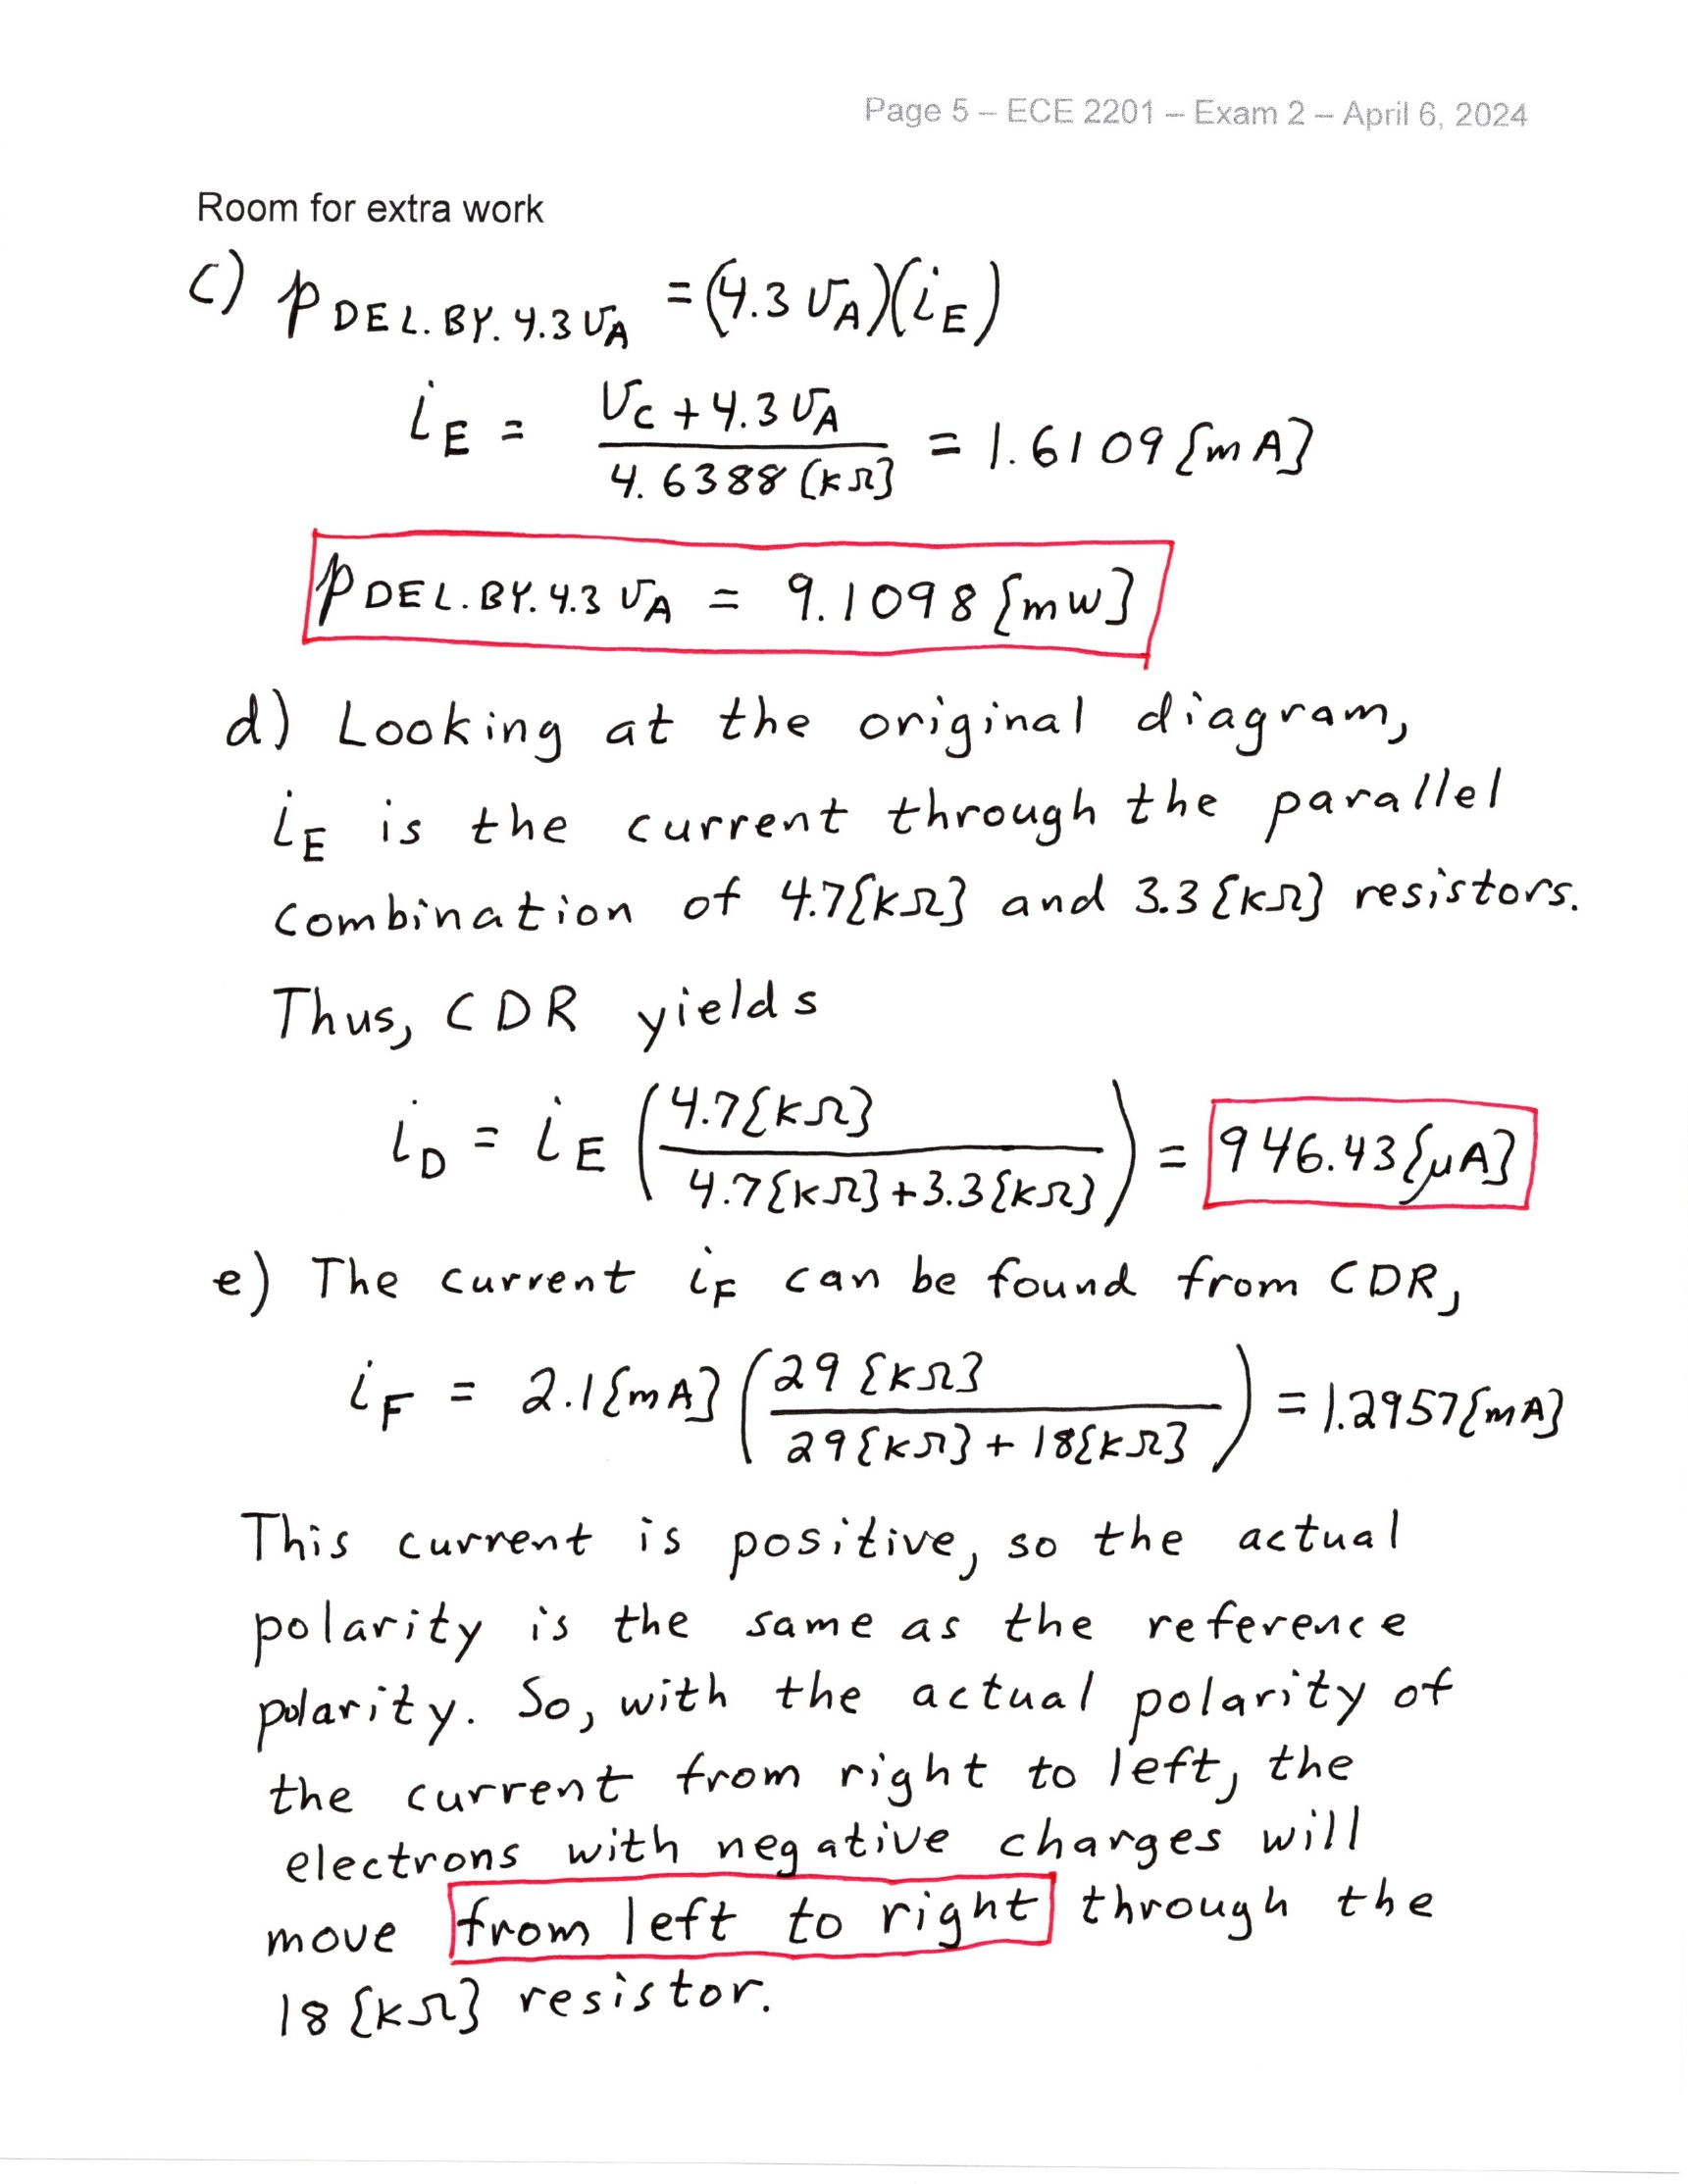 Page 5 – ECE 2201 – Exam 2 – April 6, 2024
Room for extra work
c) p DEL.BY.4.3 vA = (4.3 vA)(iE)
iE = (vC + 4.3 vA) / 4.6388 [kΩ] = 1.6109 [mA]
p DEL.BY.4.3 vA = 9.1098 [mW]
d) Looking at the original diagram,
iE is the current through the parallel
combination of 4.7[kΩ] and 3.3[kΩ] resistors.
Thus, CDR yields
iD = iE (4.7[kΩ] / 4.7[kΩ]+3.3[kΩ]) = 946.43[μA]
e) The current iF can be found from CDR,
iF = 2.1[mA] (29[kΩ] / 29[kΩ] + 18[kΩ]) = 1.2957[mA]
This current is positive, so the actual
polarity is the same as the reference
polarity. So, with the actual polarity of
the current from right to left, the
electrons with negative charges will
move from left to right through the
18[kΩ] resistor.